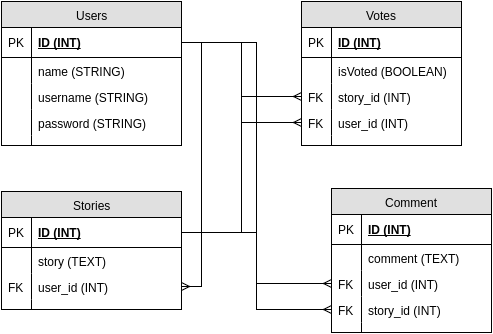 Users
PK ID (INT)
name (STRING)
username (STRING)
password (STRING)
Votes
PK ID (INT)
isVoted (BOOLEAN)
FK story_id (INT)
FK user_id (INT)
Stories
PK ID (INT)
story (TEXT)
FK user_id (INT)
Comment
PK ID (INT)
comment (TEXT)
FK user_id (INT)
FK story_id (INT)